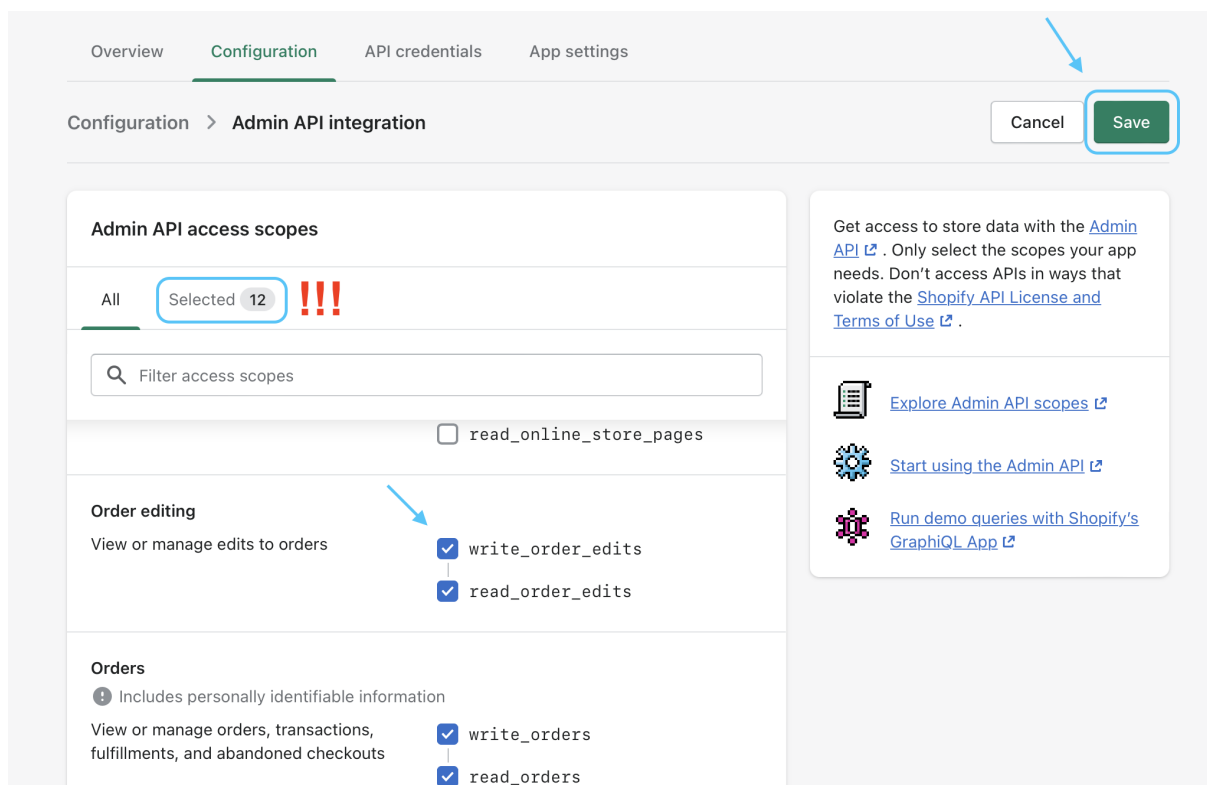 Overview Configuration API credentials App settings
Configuration > Admin API integration Cancel Save
Admin API access scopes
All Selected 12 !!!
Filter access scopes
read_online_store_pages
Order editing
View or manage edits to orders
write_order_edits
read_order_edits
Orders
Includes personally identifiable information
View or manage orders, transactions,
fulfillments, and abandoned checkouts
write_orders
read_orders
Get access to store data with the Admin
API . Only select the scopes your app
needs. Don’t access APIs in ways that
violate the Shopify API License and
Terms of Use .
Explore Admin API scopes
Start using the Admin API
Run demo queries with Shopify’s
GraphiQL App